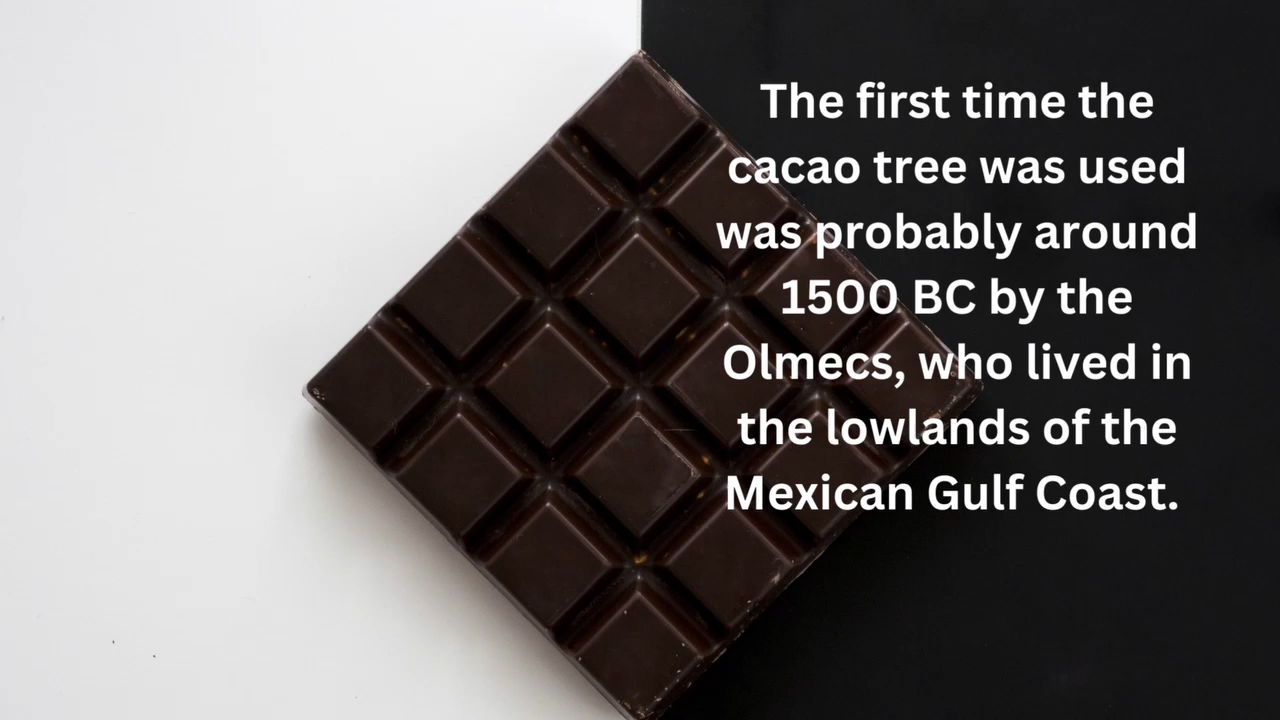 The first time the
cacao tree was used
was probably around
1500 BC by the
Olmecs, who lived in
the lowlands of the
Mexican Gulf Coast.